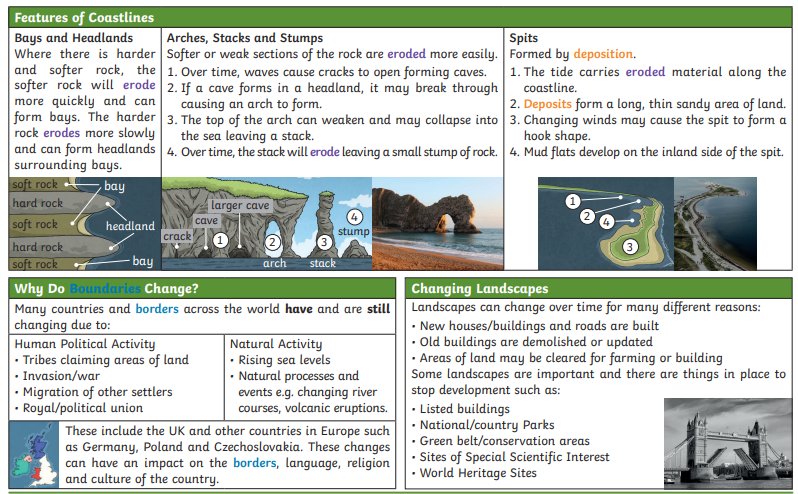 Features of Coastlines
Bays and Headlands
Where there is harder
and softer rock, the
softer rock will erode
more quickly and can
form bays. The harder
rock erodes more slowly
and can form headlands
surrounding bays.
soft rock
bay
hard rock
soft rock
headland
hard rock
soft rock
bay
Arches, Stacks and Stumps
Softer or weak sections of the rock are eroded more easily.
1. Over time, waves cause cracks to open forming caves.
2. If a cave forms in a headland, it may break through
causing an arch to form.
3. The top of the arch can weaken and may collapse into
the sea leaving a stack.
4. Over time, the stack will erode leaving a small stump of rock.
larger cave
cave
crack
1
2
arch
3
stack
4
stump
Spits
Formed by deposition.
1. The tide carries eroded material along the
coastline.
2. Deposits form a long, thin sandy area of land.
3. Changing winds may cause the spit to form a
hook shape.
4. Mud flats develop on the inland side of the spit.
1
2
4
3
Why Do Boundaries Change?
Many countries and borders across the world have and are still
changing due to:
Human Political Activity
• Tribes claiming areas of land
• Invasion/war
• Migration of other settlers
• Royal/political union
Natural Activity
• Rising sea levels
• Natural processes and
events e.g. changing river
courses, volcanic eruptions.
These include the UK and other countries in Europe such
as Germany, Poland and Czechoslovakia. These changes
can have an impact on the borders, language, religion
and culture of the country.
Changing Landscapes
Landscapes can change over time for many different reasons:
• New houses/buildings and roads are built
• Old buildings are demolished or updated
• Areas of land may be cleared for farming or building
Some landscapes are important and there are things in place to
stop development such as:
• Listed buildings
• National/country Parks
• Green belt/conservation areas
• Sites of Special Scientific Interest
• World Heritage Sites